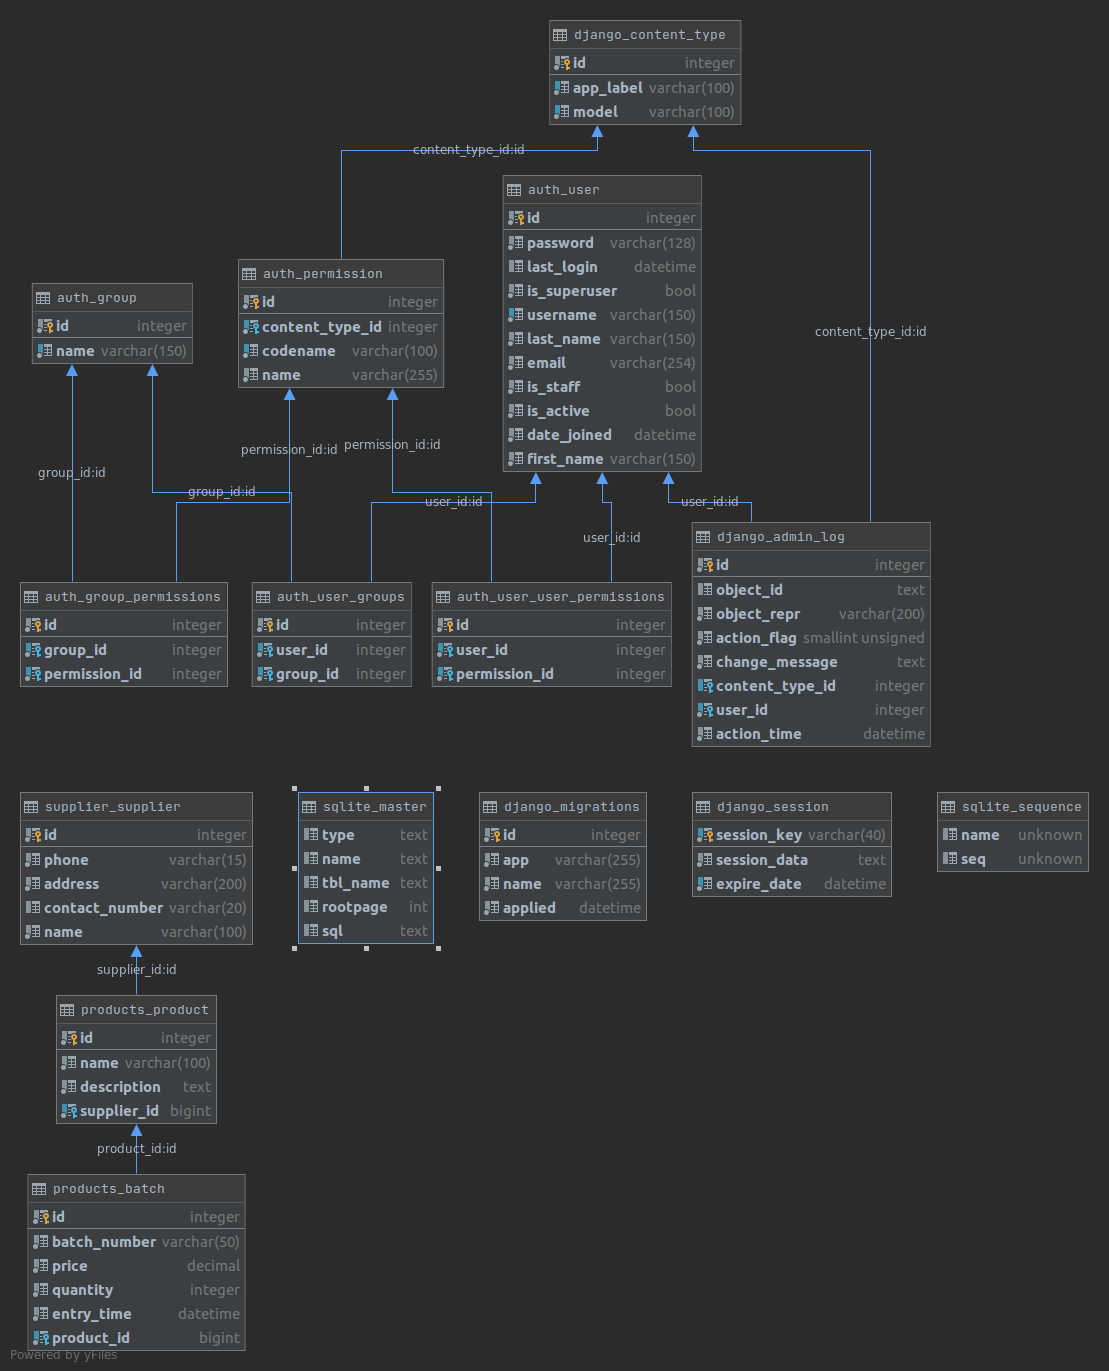 django_content_type
id integer
app_label varchar(100)
model varchar(100)
content_type_id:id
auth_user
id integer
password varchar(128)
last_login datetime
is_superuser bool
username varchar(150)
last_name varchar(150)
email varchar(254)
is_staff bool
is_active bool
date_joined datetime
first_name varchar(150)
auth_permission
id integer
content_type_id integer
codename varchar(100)
name varchar(255)
auth_group
id integer
name varchar(150)
content_type_id:id
permission_id:id
permission_id:id
group_id:id
group_id:id
user_id:id
user_id:id
user_id:id
django_admin_log
id integer
object_id text
object_repr varchar(200)
action_flag smallint unsigned
change_message text
content_type_id integer
user_id integer
action_time datetime
auth_group_permissions
id integer
group_id integer
permission_id integer
auth_user_groups
id integer
user_id integer
group_id integer
auth_user_user_permissions
id integer
user_id integer
permission_id integer
supplier_supplier
id integer
phone varchar(15)
address varchar(200)
contact_number varchar(20)
name varchar(100)
sqlite_master
type text
name text
tbl_name text
rootpage int
sql text
django_migrations
id integer
app varchar(255)
name varchar(255)
applied datetime
django_session
session_key varchar(40)
session_data text
expire_date datetime
sqlite_sequence
name unknown
seq unknown
supplier_id:id
products_product
id integer
name varchar(100)
description text
supplier_id bigint
product_id:id
products_batch
id integer
batch_number varchar(50)
price decimal
quantity integer
entry_time datetime
product_id bigint
Powered by yFiles